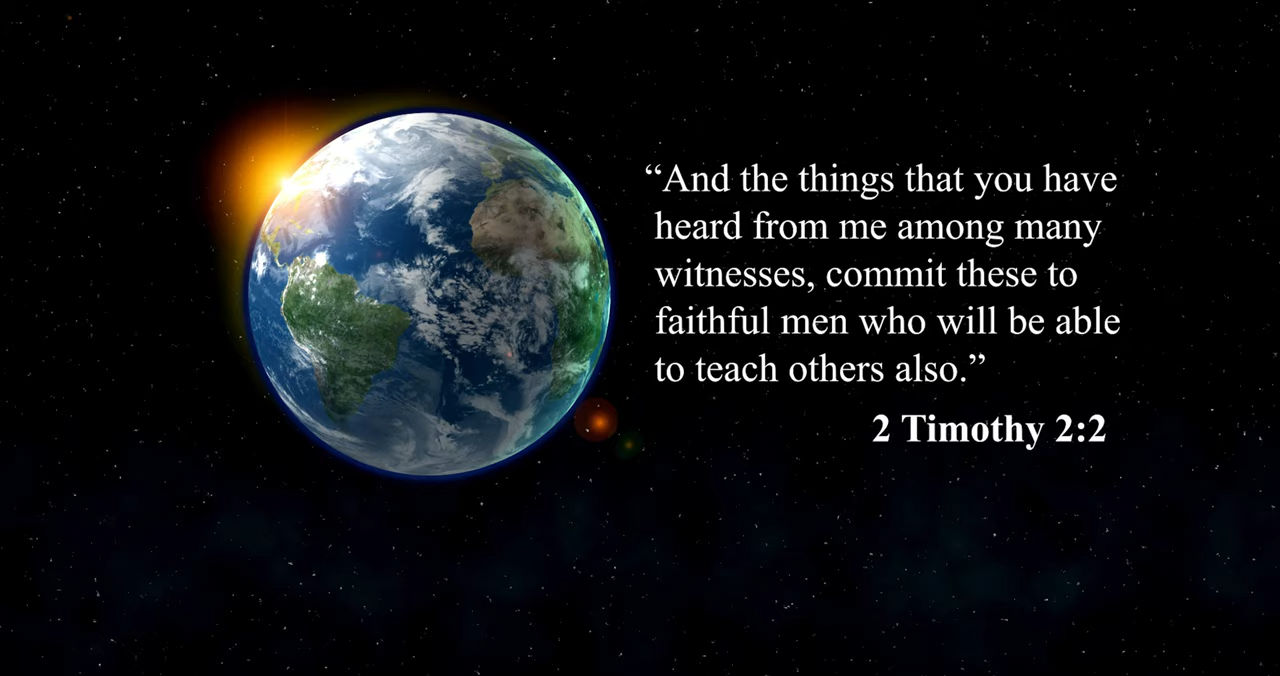 “And the things that you have
heard from me among many
witnesses, commit these to
faithful men who will be able
to teach others also.”
2 Timothy 2:2